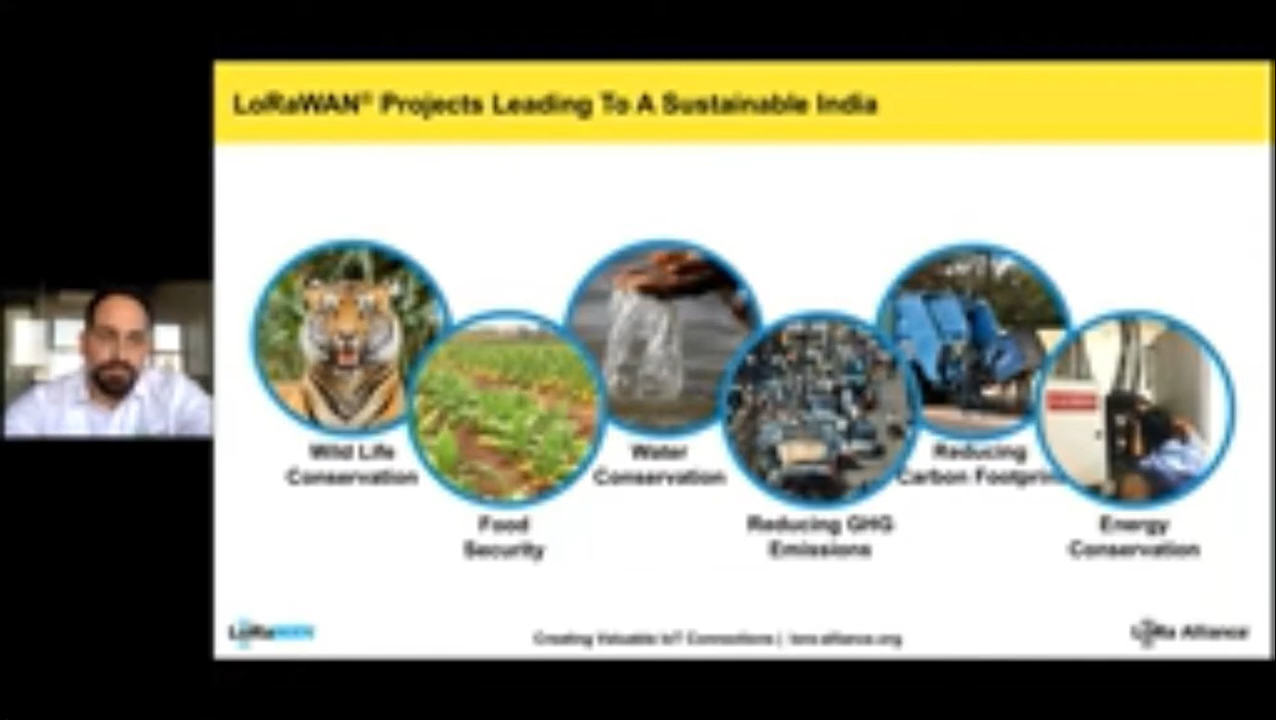 LoRaWAN® Projects Leading To A Sustainable India
Wild Life
Conservation
Food
Security
Water
Conservation
Reducing GHG
Emissions
Reducing
Carbon Footprin
Energy
Conservation
LoRaWAN
Creating Valuable IoT Connections | lora-alliance.org
LoRa Alliance